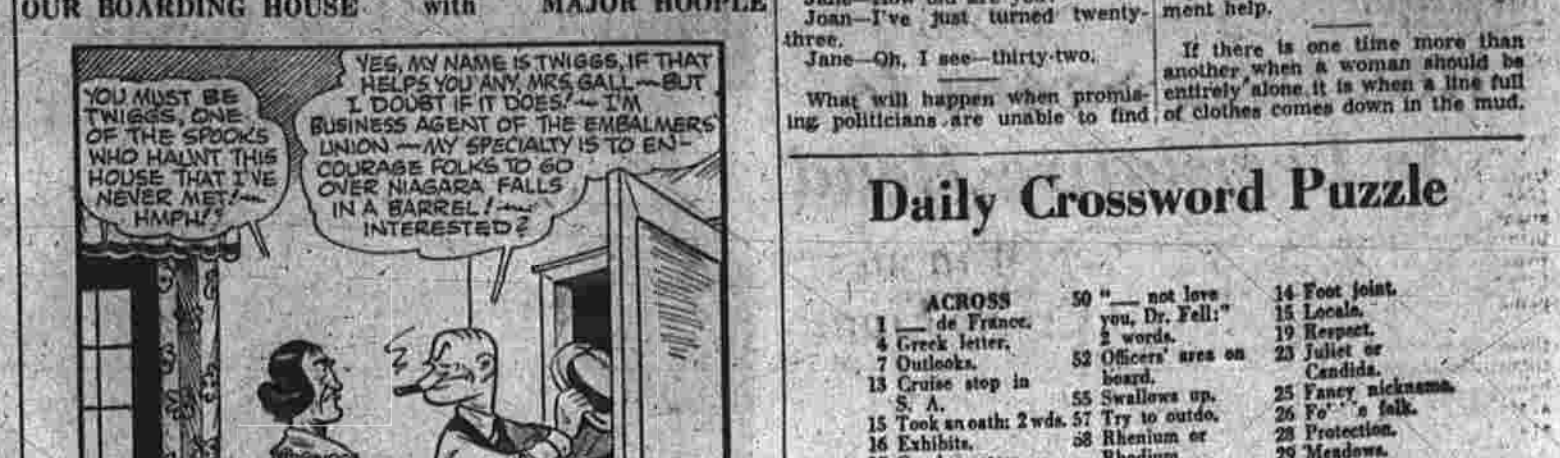 OUR BOARDING HOUSE with MAJOR HOOPLE
YOU MUST BE
TWIGGS, ONE
OF THE SPOOKS
WHO HAUNT THIS
HOUSE THAT I'VE
NEVER MET!~
HMPH!
YES, MY NAME IS TWIGGS, IF THAT
HELPS YOU ANY, MRS. GALL~BUT
I DOUBT IF IT DOES!~ I'M
BUSINESS AGENT OF THE EMBALMERS'
UNION ~MY SPECIALTY IS TO EN-
COURAGE FOLKS TO GO
OVER NIAGARA FALLS
IN A BARREL!~
INTERESTED?
Joan—I've just turned twenty-
three.
Jane—Oh, I see—thirty-two.
What will happen when promis-
ing politicians are unable to find
ment help.
If there is one time more than
another when a woman should be
entirely alone it is when a line full
of clothes comes down in the mud.
Daily Crossword Puzzle
ACROSS
1 __ de France.
4 Greek letter.
7 Outlooks.
13 Cruise stop in
S. A.
15 Took an oath: 2 wds.
16 Exhibits.
50 "__ not love
you, Dr. Fell:"
2 words.
52 Officers' area on
board.
55 Swallows up.
57 Try to outdo.
58 Rhenium or
Rhodium
14 Foot joint.
15 Locale.
19 Respect.
23 Juliet or
Candida.
25 Fancy nickname.
26 folk.
28 Protection.
29 Meadows.